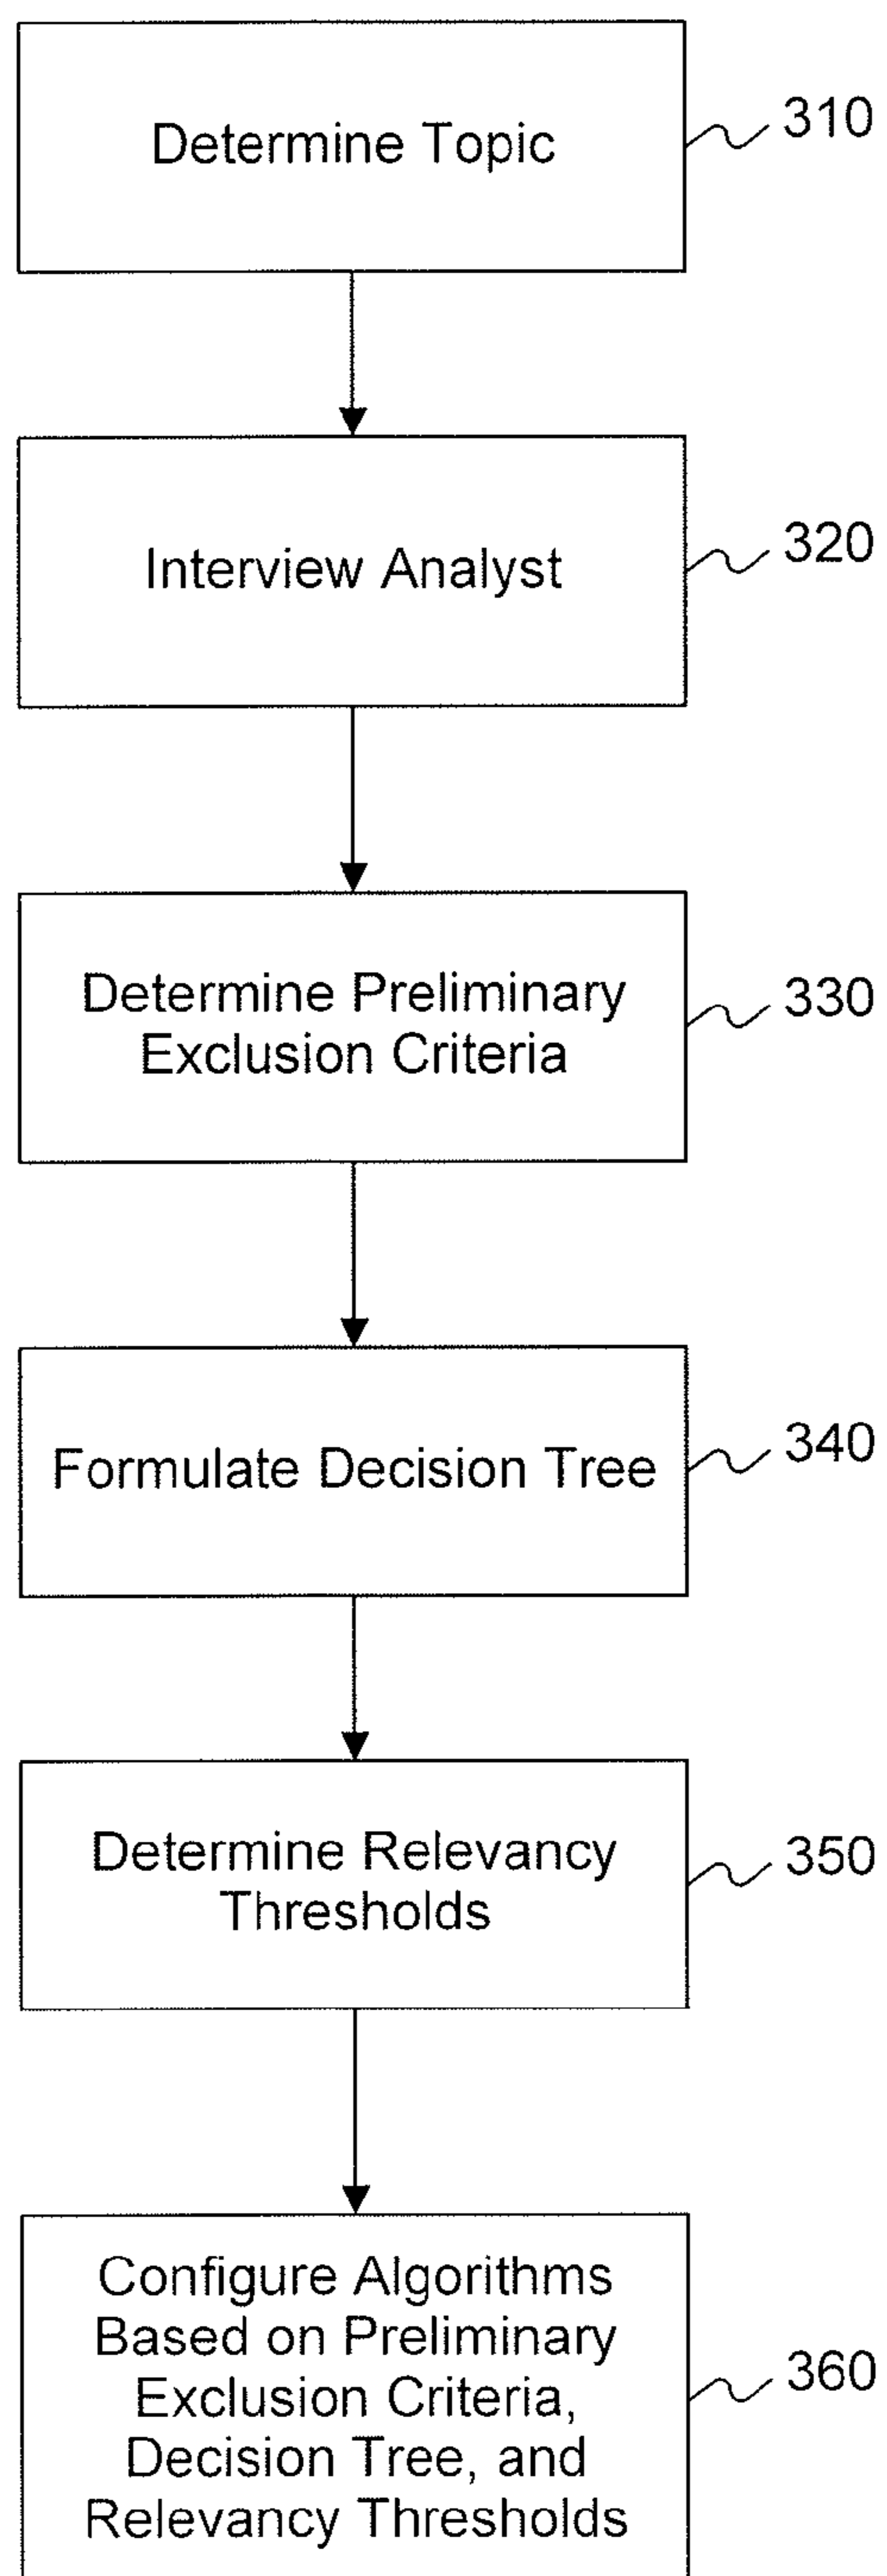 Determine Topic
310
Interview Analyst
320
Determine Preliminary
Exclusion Criteria
330
Formulate Decision Tree
340
Determine Relevancy
Thresholds
350
Configure Algorithms
Based on Preliminary
Exclusion Criteria,
Decision Tree, and
Relevancy Thresholds
360